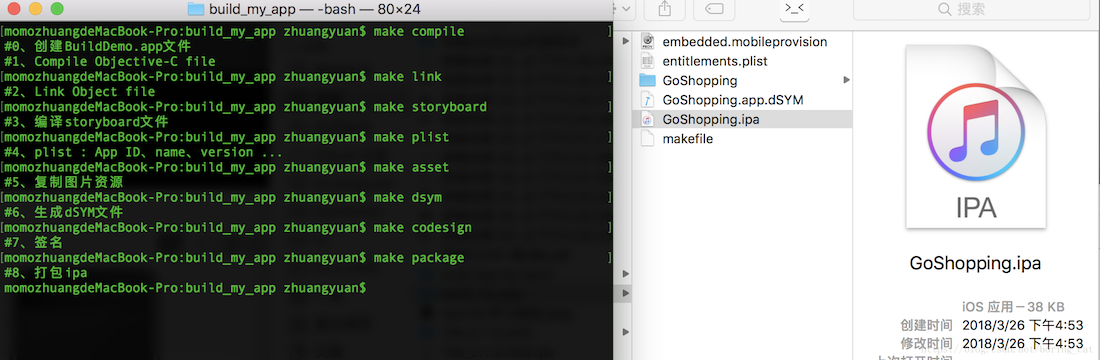 build_my_app — -bash — 80×24
[momozhuangdeMacBook-Pro:build_my_app zhuangyuan$ make compile ]
#0、创建BuildDemo.app文件
#1、Compile Objective-C file
[momozhuangdeMacBook-Pro:build_my_app zhuangyuan$ make link ]
#2、Link Object file
[momozhuangdeMacBook-Pro:build_my_app zhuangyuan$ make storyboard ]
#3、编译storyboard文件
[momozhuangdeMacBook-Pro:build_my_app zhuangyuan$ make plist ]
#4、plist : App ID、name、version ...
[momozhuangdeMacBook-Pro:build_my_app zhuangyuan$ make asset ]
#5、复制图片资源
[momozhuangdeMacBook-Pro:build_my_app zhuangyuan$ make dsym ]
#6、生成dSYM文件
[momozhuangdeMacBook-Pro:build_my_app zhuangyuan$ make codesign ]
#7、签名
[momozhuangdeMacBook-Pro:build_my_app zhuangyuan$ make package ]
#8、打包ipa
momozhuangdeMacBook-Pro:build_my_app zhuangyuan$
搜索
embedded.mobileprovision
entitlements.plist
GoShopping
GoShopping.app.dSYM
GoShopping.ipa
makefile
IPA
GoShopping.ipa
iOS 应用－38 KB
创建时间 2018/3/26 下午4:53
修改时间 2018/3/26 下午4:53